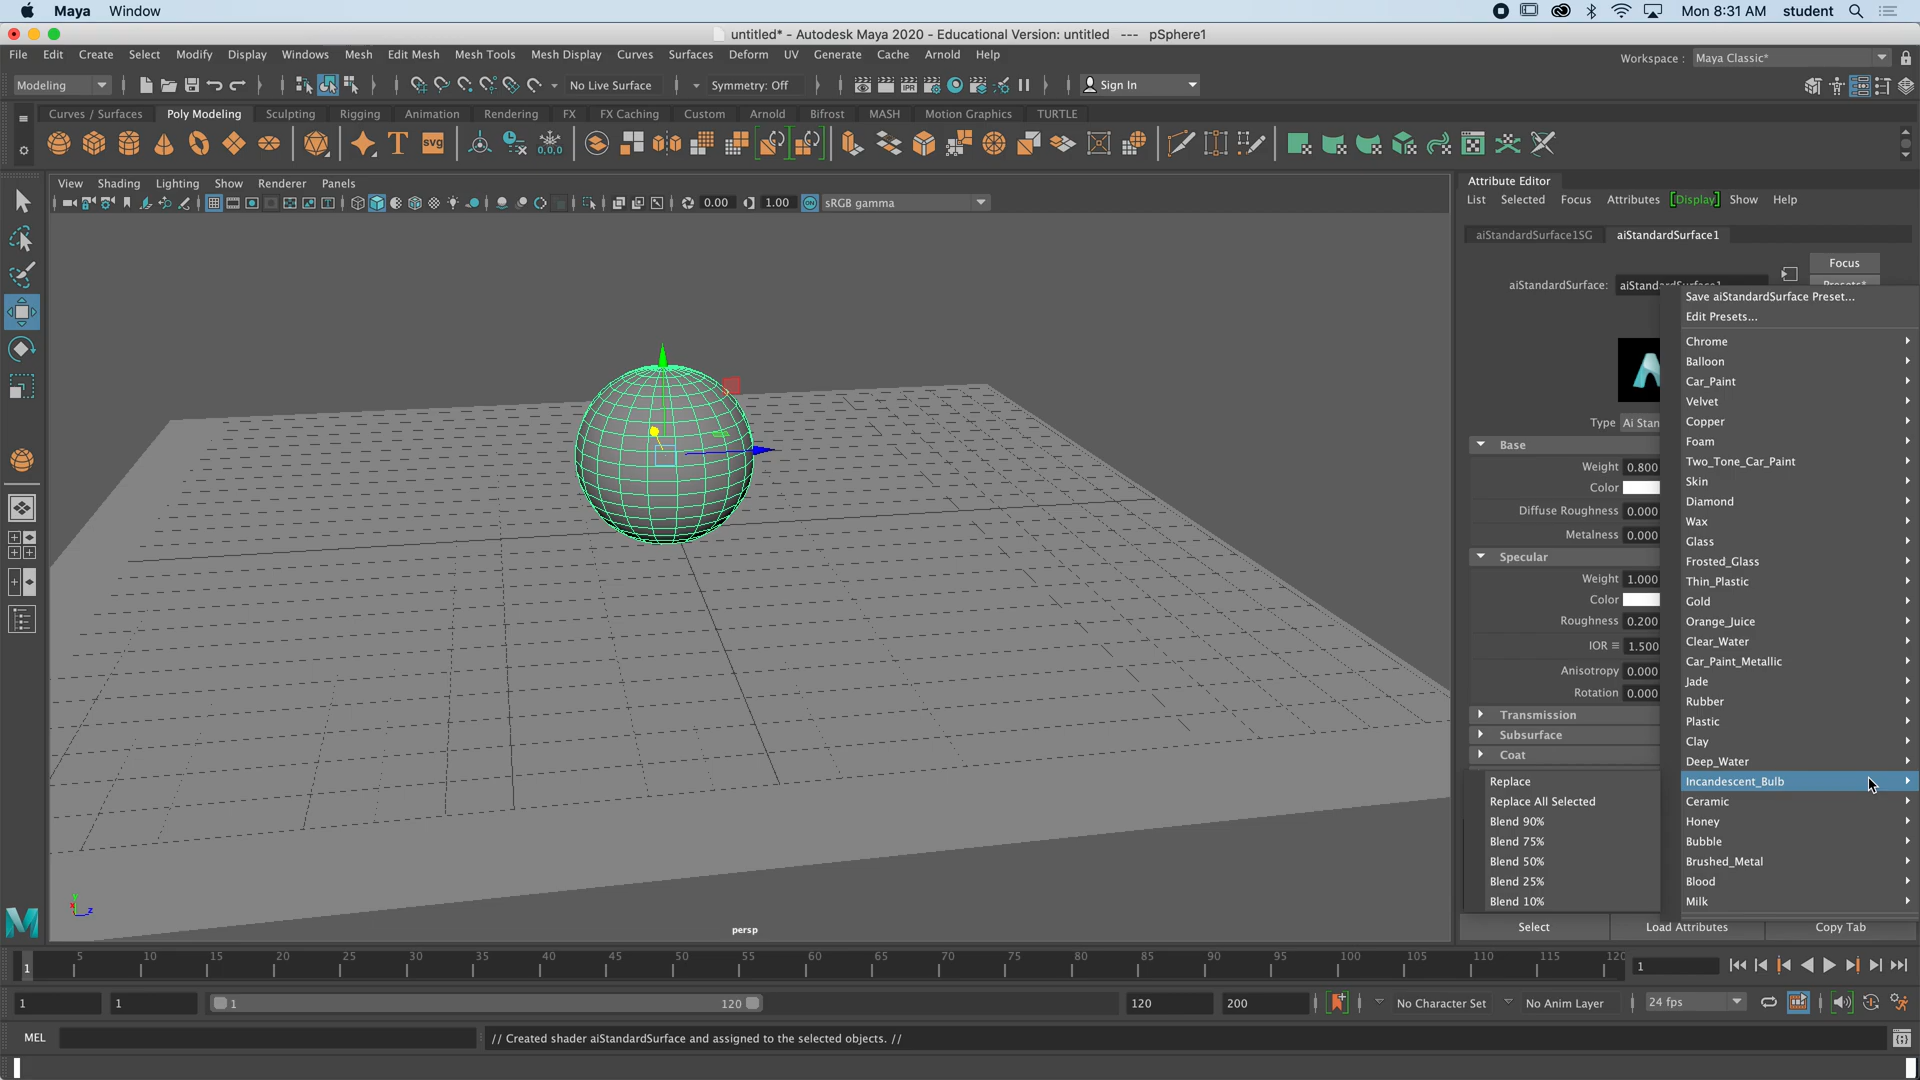 Maya Window Mon 8:31 AM student
untitled* - Autodesk Maya 2020 - Educational Version: untitled --- pSphere1
File Edit Create Select Modify Display Windows Mesh Edit Mesh Mesh Tools Mesh Display Curves Surfaces Deform UV Generate Cache Arnold Help Workspace : Maya Classic*
Modeling No Live Surface Symmetry: Off IPR Sign In
Curves / Surfaces Poly Modeling Sculpting Rigging Animation Rendering FX FX Caching Custom Arnold Bifrost MASH Motion Graphics TURTLE
T SVG 0,0,0
View Shading Lighting Show Renderer Panels
0.00 1.00 ON sRGB gamma
Attribute Editor
List Selected Focus Attributes [Display] Show Help
aiStandardSurface1SG aiStandardSurface1
Focus
aiStandardSurface: aiStandardSurface1 Presets*
Save aiStandardSurface Preset...
Edit Presets...
Chrome
Balloon
Car_Paint
Velvet
Copper
Foam
Two_Tone_Car_Paint
Skin
Diamond
Wax
Glass
Frosted_Glass
Thin_Plastic
Gold
Orange_Juice
Clear_Water
Car_Paint_Metallic
Jade
Rubber
Plastic
Clay
Deep_Water
Incandescent_Bulb
Ceramic
Honey
Bubble
Brushed_Metal
Blood
Milk
Type Ai Stan
Base
Weight 0.800
Color
Diffuse Roughness 0.000
Metalness 0.000
Specular
Weight 1.000
Color
Roughness 0.200
IOR 1.500
Anisotropy 0.000
Rotation 0.000
Transmission
Subsurface
Coat
Replace
Replace All Selected
Blend 90%
Blend 75%
Blend 50%
Blend 25%
Blend 10%
Select Load Attributes Copy Tab
y x z
persp
1 5 10 15 20 25 30 35 40 45 50 55 60 65 70 75 80 85 90 95 100 105 110 115 120 1
1 1 1 120 120 200 No Character Set No Anim Layer 24 fps
MEL // Created shader aiStandardSurface and assigned to the selected objects. //